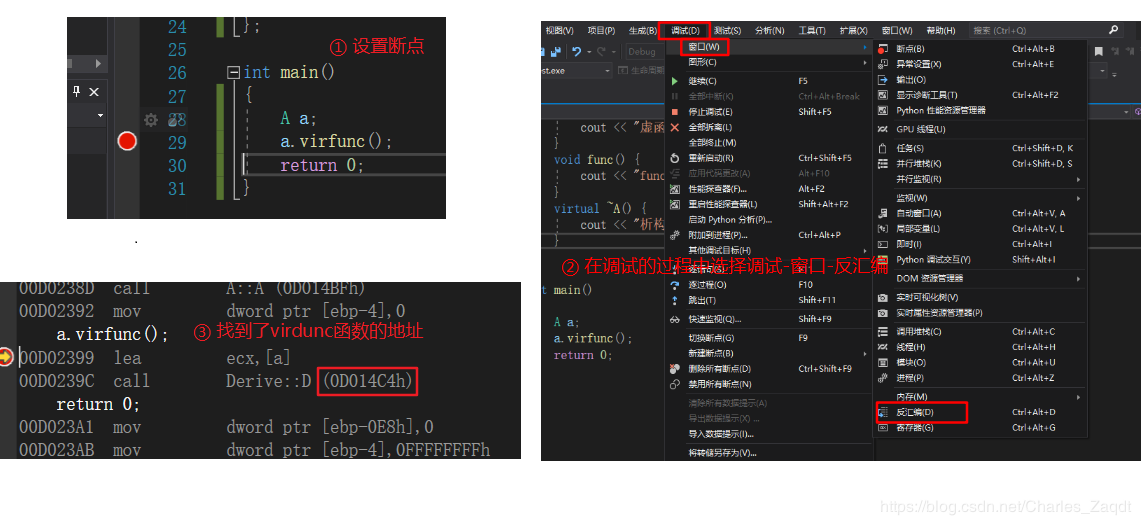 24 };
① 设置断点
25
26 int main()
27 {
28 A a;
29 a.virfunc();
30 return 0;
31 }
视图(V) 项目(P) 生成(B) 调试(D) 测试(S) 分析(N) 工具(T) 扩展(X) 窗口(W) 帮助(H) 搜索 (Ctrl+Q)
Debug
est.exe
生命周期
窗口(W)
图形(C)
继续(C) F5
全部中断(K) Ctrl+Alt+Break
停止调试(E) Shift+F5
全部拆离(L)
全部终止(M)
重新启动(R) Ctrl+Shift+F5
应用代码更改(A) Alt+F10
性能探查器(F)... Alt+F2
重启性能探查器(L) Shift+Alt+F2
启动 Python 分析(P)...
附加到进程(P)... Ctrl+Alt+P
其他调试目标(H)
逐语句(S)
逐过程(O) F10
跳出(T) Shift+F11
快速监视(Q)... Shift+F9
切换断点(G) F9
新建断点(B)
删除所有断点(D) Ctrl+Shift+F9
禁用所有断点(N)
清除所有数据提示(A)
导出数据提示(X) ...
导入数据提示(I)...
将转储另存为(V)...
断点(B) Ctrl+Alt+B
异常设置(X) Ctrl+Alt+E
输出(O)
显示诊断工具(T) Ctrl+Alt+F2
Python 性能资源管理器
GPU 线程(U)
任务(S) Ctrl+Shift+D, K
并行堆栈(K) Ctrl+Shift+D, S
并行监视(R)
监视(W)
自动窗口(A) Ctrl+Alt+V, A
局部变量(L) Ctrl+Alt+V, L
即时(I) Ctrl+Alt+I
Python 调试交互(V) Shift+Alt+I
DOM 资源管理器
实时可视化树(V)
实时属性资源管理器(P)
调用堆栈(C) Ctrl+Alt+C
线程(H) Ctrl+Alt+H
模块(O) Ctrl+Alt+U
进程(P) Ctrl+Alt+Z
内存(M)
反汇编(D) Ctrl+Alt+D
寄存器(G) Ctrl+Alt+G
cout << "虚函
}
void func() {
cout << "func
}
virtual ~A() {
cout << "析构
}
② 在调试的过程中选择调试-窗口-反汇编
t main()
A a;
a.virfunc();
return 0;
00D0238D call A::A (0D014BFh)
00D02392 mov dword ptr [ebp-4],0
a.virfunc();
③ 找到了virdunc函数的地址
00D02399 lea ecx,[a]
00D0239C call Derive::D (0D014C4h)
return 0;
00D023A1 mov dword ptr [ebp-0E8h],0
00D023AB mov dword ptr [ebp-4],0FFFFFFFFh
https://blog.csdn.net/Charles_Zaqdt